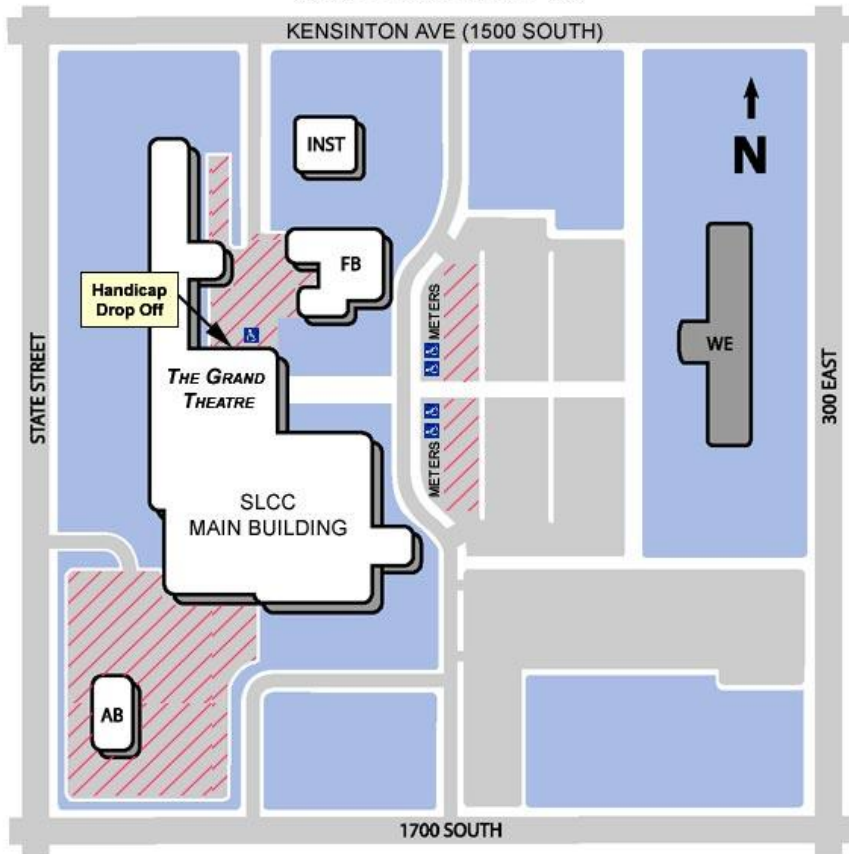 KENSINTON AVE (1500 SOUTH)
INST
N
FB
Handicap
Drop Off
METERS
WE
THE GRAND
THEATRE
STATE STREET
300 EAST
METERS
SLCC
MAIN BUILDING
AB
1700 SOUTH